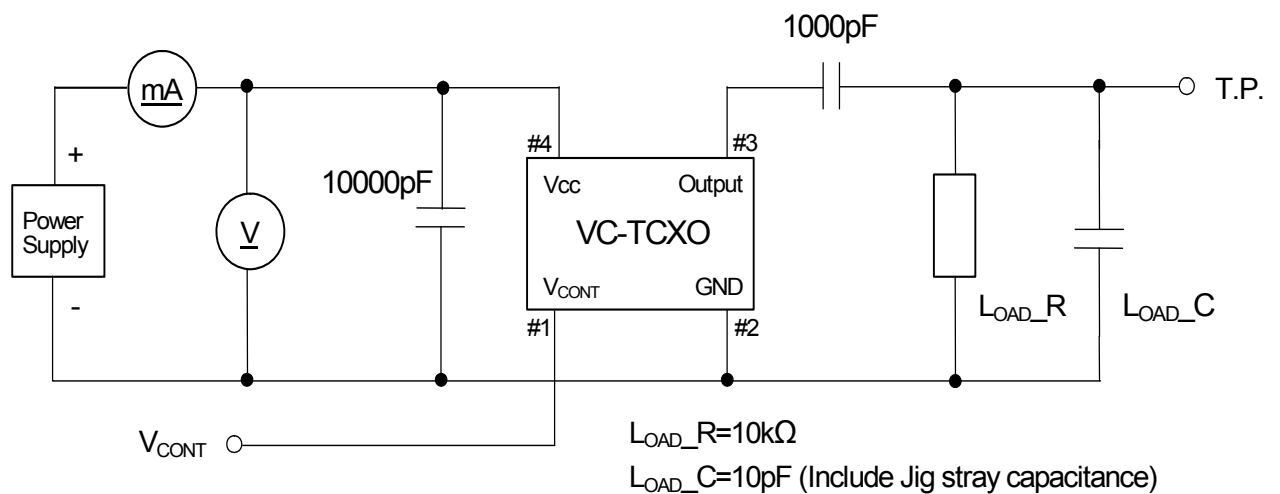 1000pF
mA
T.P.
+
#4
#3
10000pF
Vcc
Output
Power
Supply
V
VC-TCXO
VCONT
GND
-
#1
#2
LOAD_R
LOAD_C
VCONT
LOAD_R=10kΩ
LOAD_C=10pF (Include Jig stray capacitance)